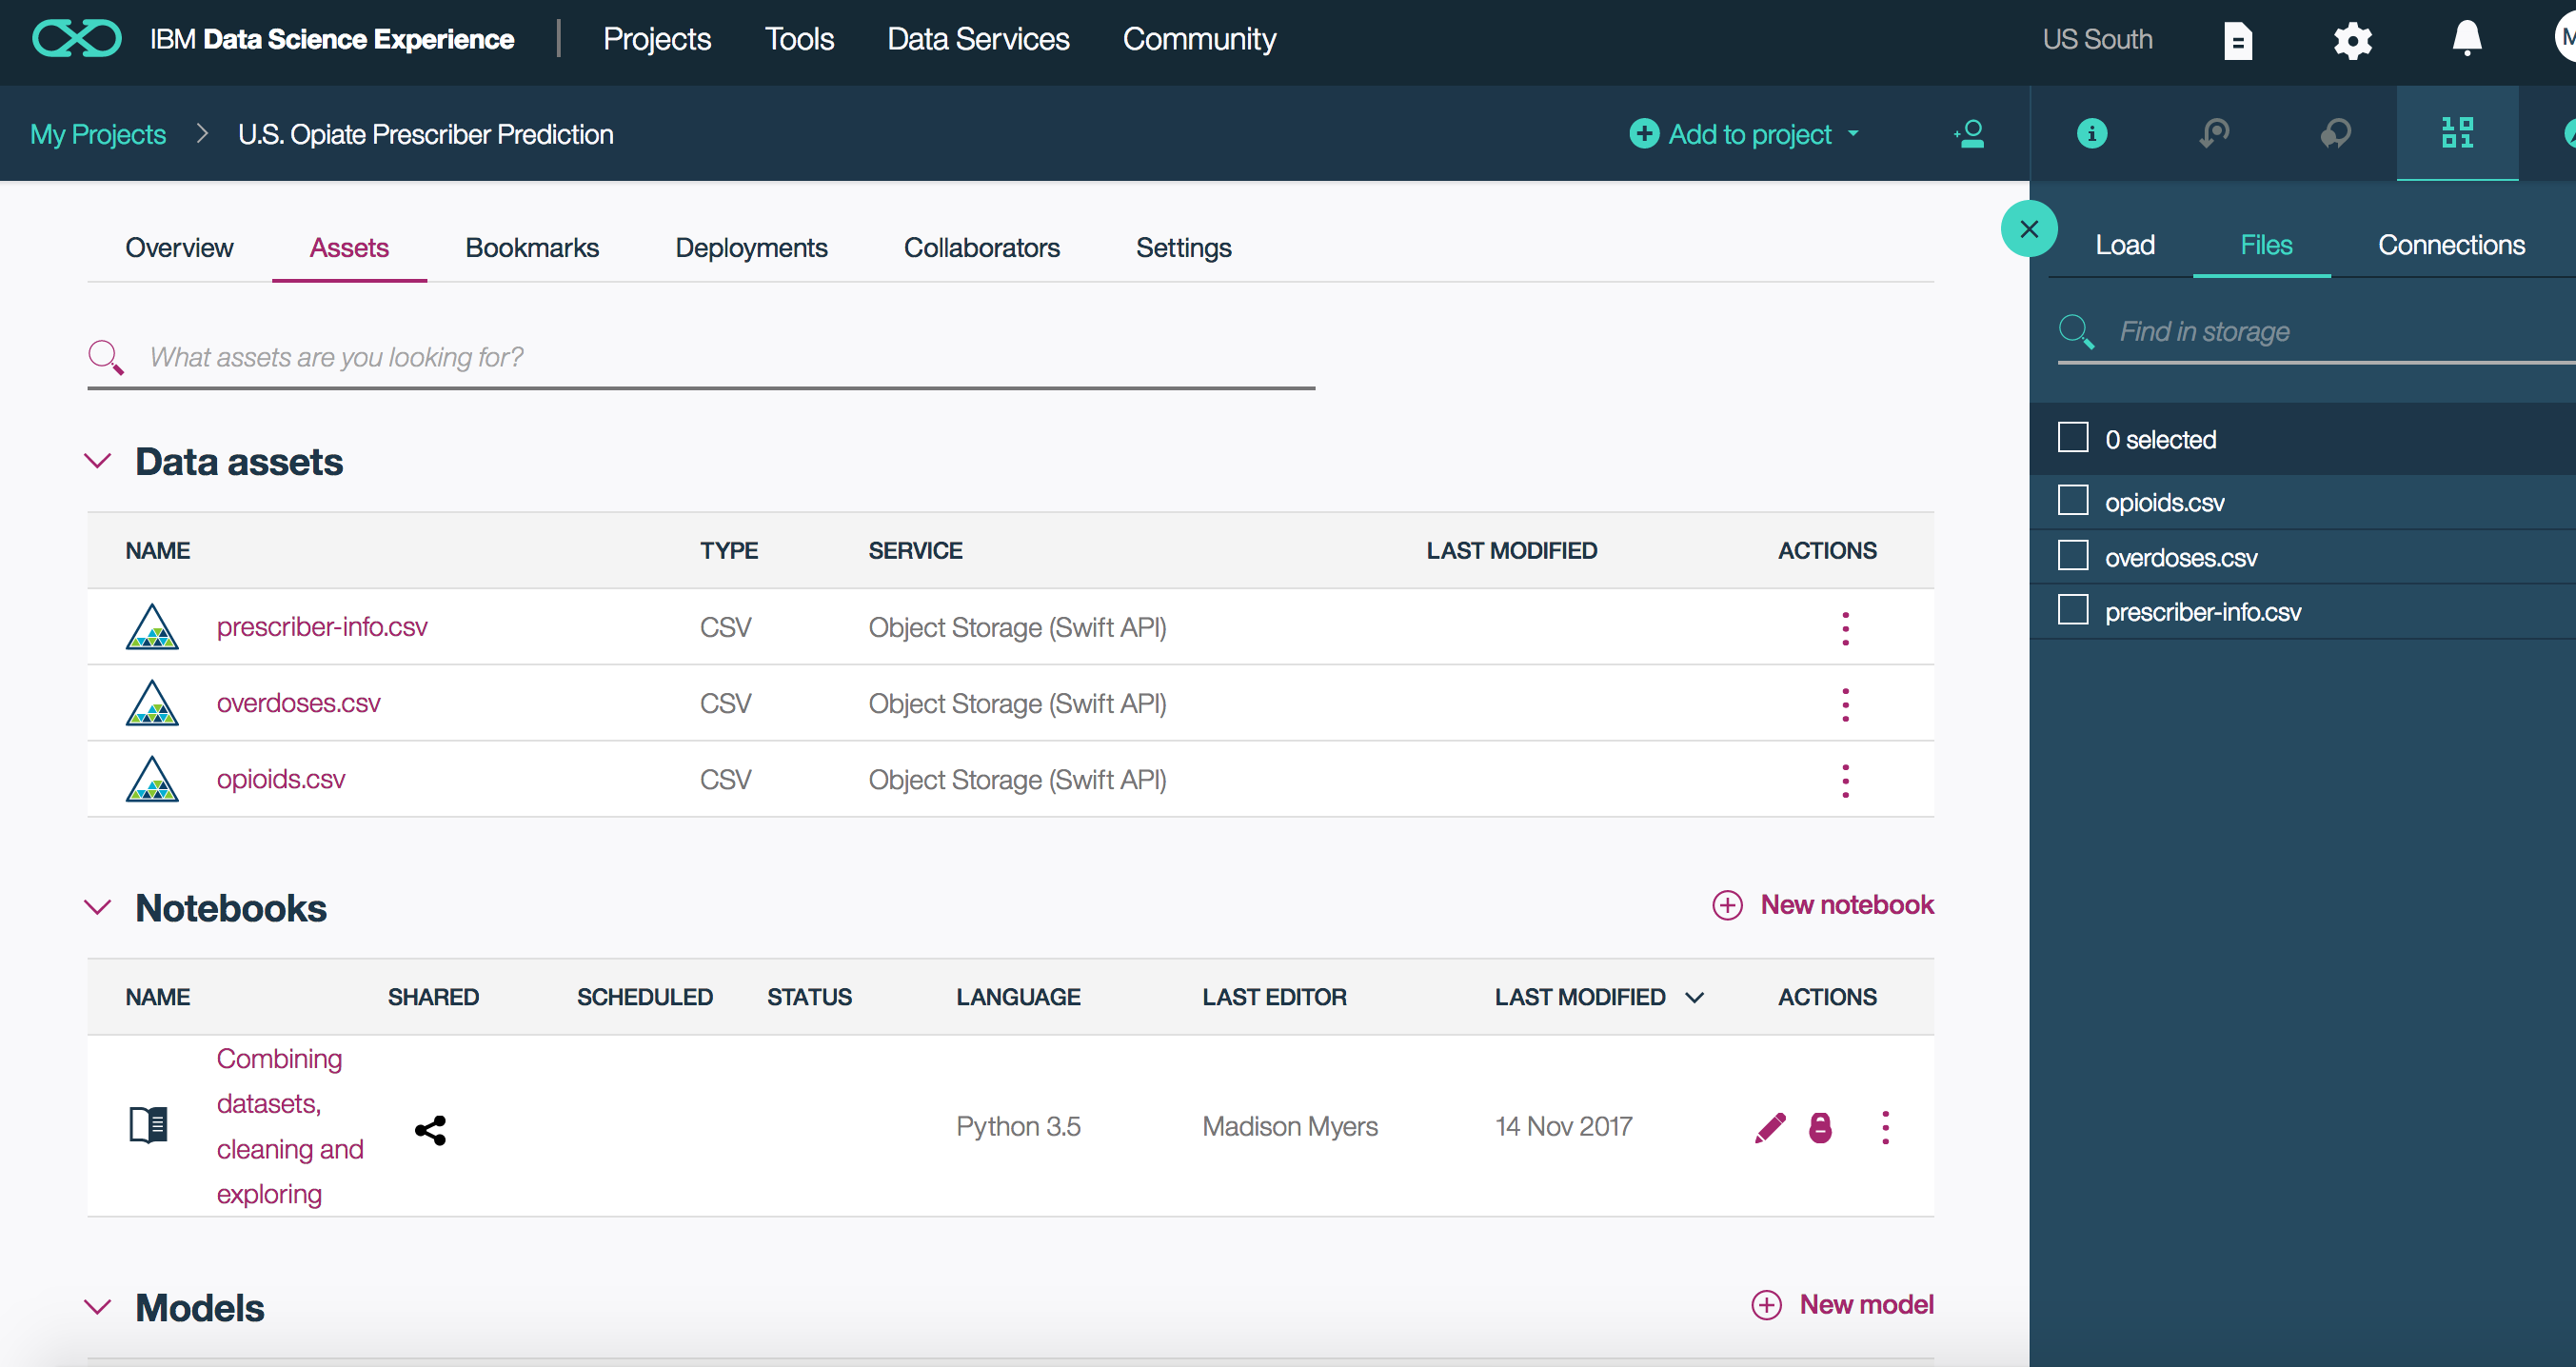 IBM Data Science Experience | Projects Tools Data Services Community US South
My Projects > U.S. Opiate Prescriber Prediction Add to project
Overview Assets Bookmarks Deployments Collaborators Settings
What assets are you looking for?
Data assets
NAME TYPE SERVICE LAST MODIFIED ACTIONS
prescriber-info.csv CSV Object Storage (Swift API)
overdoses.csv CSV Object Storage (Swift API)
opioids.csv CSV Object Storage (Swift API)
Notebooks New notebook
NAME SHARED SCHEDULED STATUS LANGUAGE LAST EDITOR LAST MODIFIED ACTIONS
Combining
datasets,
cleaning and
exploring
Python 3.5 Madison Myers 14 Nov 2017
Models New model
Load Files Connections
Find in storage
0 selected
opioids.csv
overdoses.csv
prescriber-info.csv